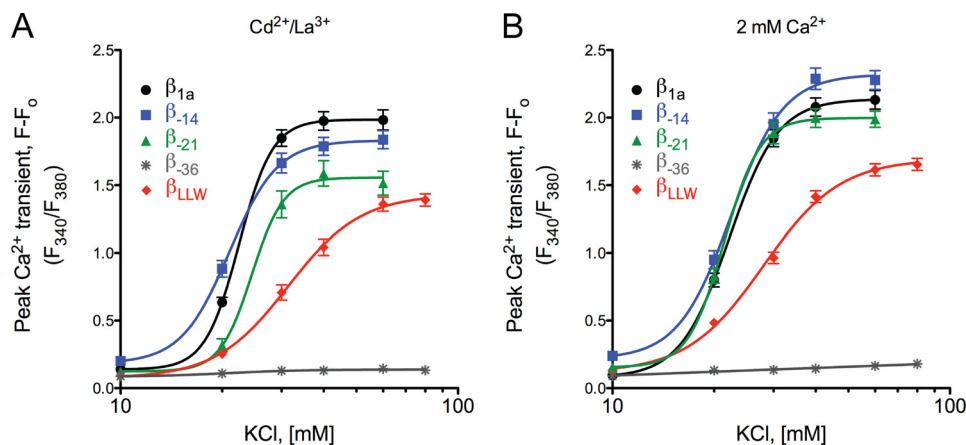 A
Cd²⁺/La³⁺
Peak Ca²⁺ transient, F-Fₒ
(F₃₄₀/F₃₈₀)
2.5
2.0
1.5
1.0
0.5
0.0
β₁ₐ
β₋₁₄
β₋₂₁
β₋₃₆
β_LLW
10
100
KCl, [mM]
B
2 mM Ca²⁺
Peak Ca²⁺ transient, F-Fₒ
(F₃₄₀/F₃₈₀)
2.5
2.0
1.5
1.0
0.5
0.0
β₁ₐ
β₋₁₄
β₋₂₁
β₋₃₆
β_LLW
10
100
KCl, [mM]